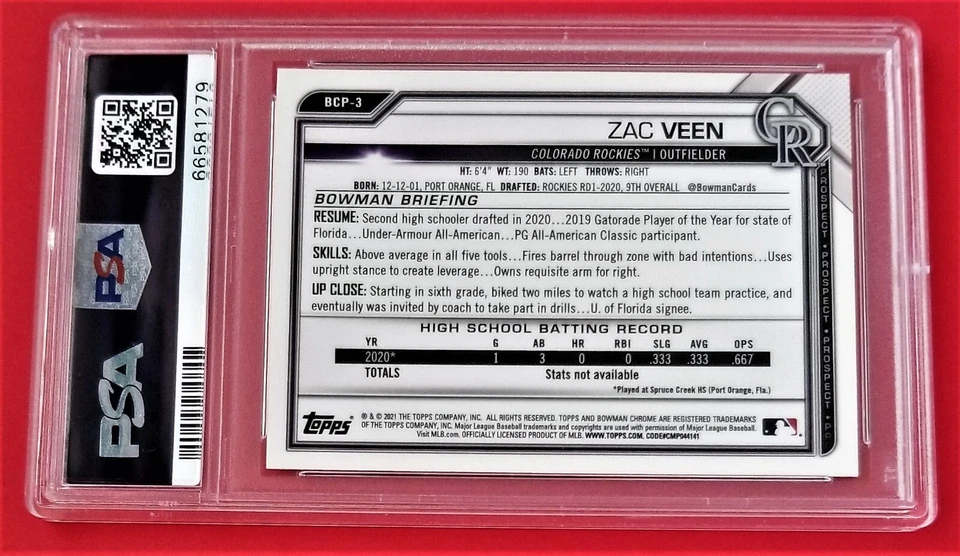 66581279
PSA
PSA
BCP-3
CR
ZAC VEEN
COLORADO ROCKIES™ | OUTFIELDER
HT: 6'4" WT: 190 BATS: LEFT THROWS: RIGHT
BORN: 12-12-01, PORT ORANGE, FL DRAFTED: ROCKIES RD1-2020, 9TH OVERALL @BowmanCards
BOWMAN BRIEFING
RESUME: Second high schooler drafted in 2020...2019 Gatorade Player of the Year for state of
Florida...Under-Armour All-American...PG All-American Classic participant.
SKILLS: Above average in all five tools...Fires barrel through zone with bad intentions...Uses
upright stance to create leverage...Owns requisite arm for right.
UP CLOSE: Starting in sixth grade, biked two miles to watch a high school team practice, and
eventually was invited by coach to take part in drills...U. of Florida signee.
HIGH SCHOOL BATTING RECORD
YR G AB HR RBI SLG AVG OPS
2020* 1 3 0 0 .333 .333 .667
TOTALS Stats not available
*Played at Spruce Creek HS (Port Orange, Fla.)
Topps ® & © 2021 THE TOPPS COMPANY, INC. ALL RIGHTS RESERVED. TOPPS AND BOWMAN CHROME ARE REGISTERED TRADEMARKS
OF THE TOPPS COMPANY, INC. Major League Baseball trademarks and copyrights are used with permission of Major League Baseball.
Visit MLB.com. OFFICIALLY LICENSED PRODUCT OF MLB. WWW.TOPPS.COM. CODE#CMP044141
PROSPECT • PROSPECT • PROSPECT • PROSPECT • PR